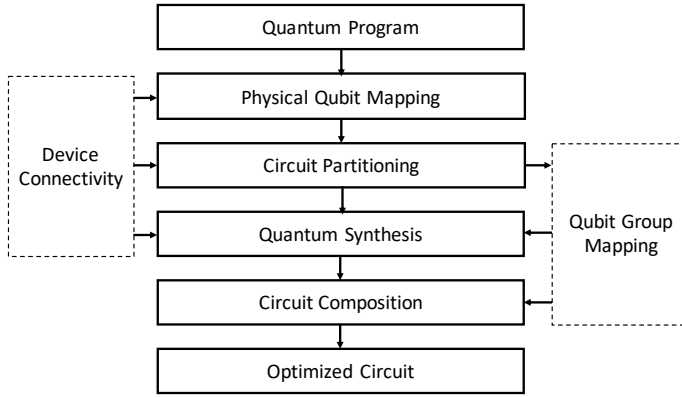 Quantum Program
Physical Qubit Mapping
Device
Connectivity
Circuit Partitioning
Quantum Synthesis
Qubit Group
Mapping
Circuit Composition
Optimized Circuit